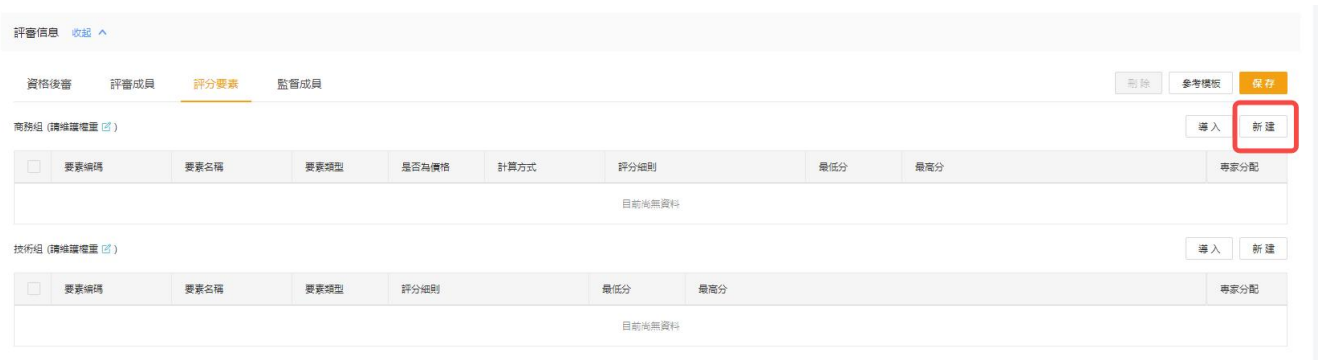 評審信息 收起
資格後審 評審成員 評分要素 監督成員 刪除 參考模板 保存
商務組 (請維護權重) 導入 新建
要素編碼 要素名稱 要素類型 是否為價格 計算方式 評分細則 最低分 最高分 專家分配
目前尚無資料
技術組 (請維護權重) 導入 新建
要素編碼 要素名稱 要素類型 評分細則 最低分 最高分 專家分配
目前尚無資料